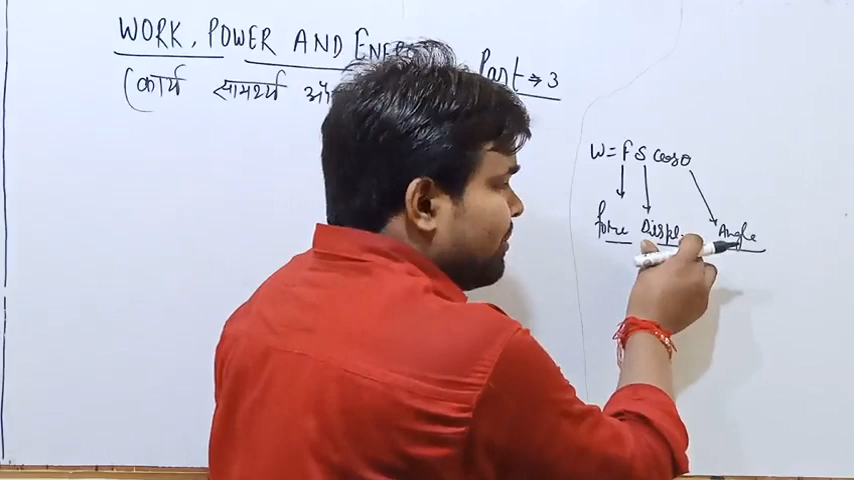 WORK, POWER AND ENERGY Part → 3
(कार्य सामर्थ्य
W = F S cosθ
force Displ. Angle